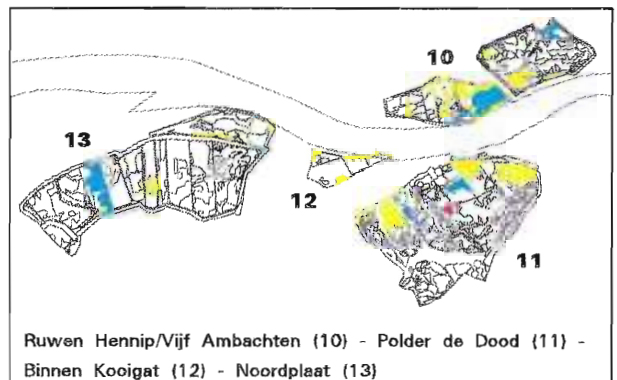 10
13
12
11
Ruwen Hennip/Vijf Ambachten (10) - Polder de Dood (11) -
Binnen Kooigat (12) - Noordplaat (13)